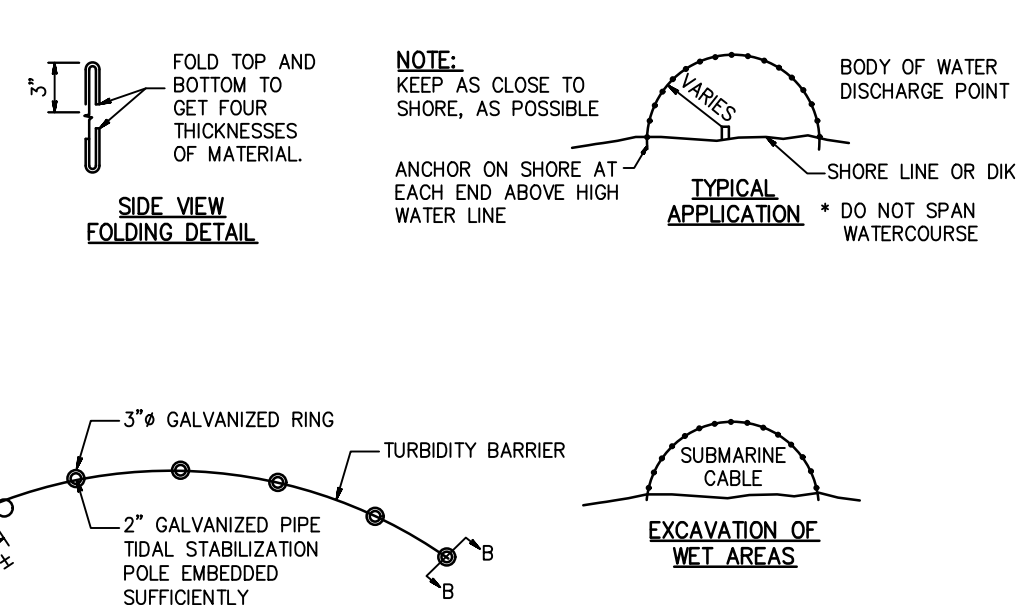 3"
FOLD TOP AND
BOTTOM TO
GET FOUR
THICKNESSES
OF MATERIAL.
SIDE VIEW
FOLDING DETAIL
NOTE:
KEEP AS CLOSE TO
SHORE, AS POSSIBLE
ANCHOR ON SHORE AT
EACH END ABOVE HIGH
WATER LINE
VARIES
BODY OF WATER
DISCHARGE POINT
SHORE LINE OR DIK
TYPICAL
APPLICATION
* DO NOT SPAN
WATERCOURSE
3"ø GALVANIZED RING
TURBIDITY BARRIER
2" GALVANIZED PIPE
TIDAL STABILIZATION
POLE EMBEDDED
SUFFICIENTLY
B
B
SUBMARINE
CABLE
EXCAVATION OF
WET AREAS